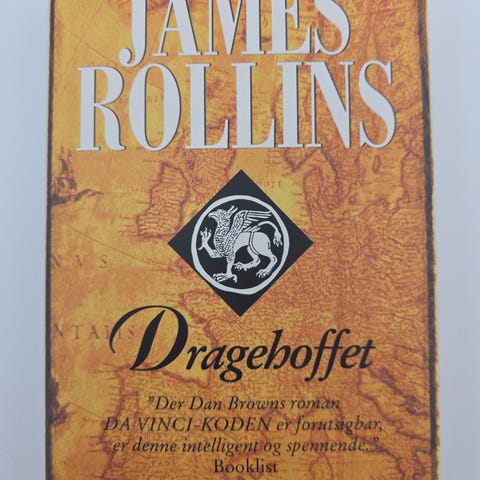 JAMES
ROLLINS
Dragehoffet
"Der Dan Browns roman
DA VINCI-KODEN er forutsigbar,
er denne intelligent og spennende."
Booklist